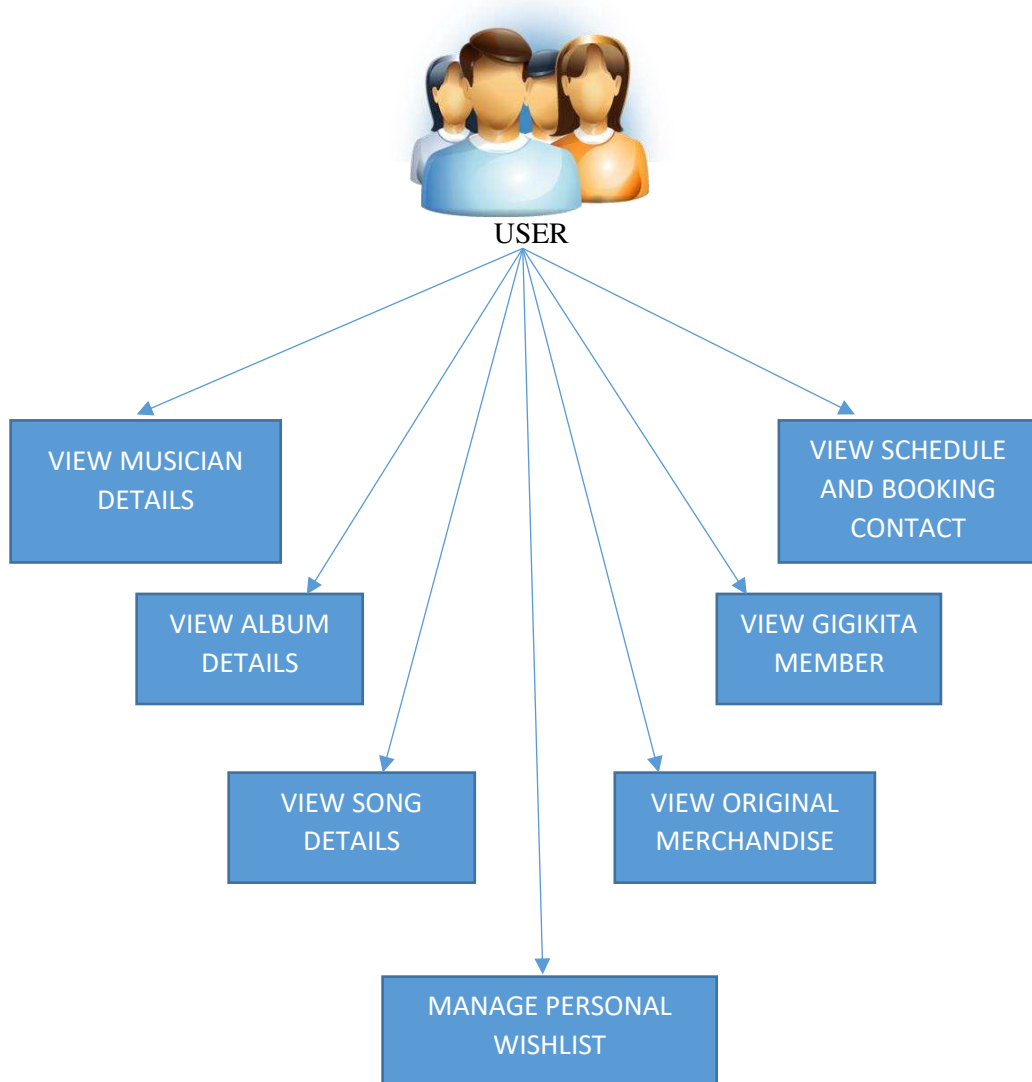 USER
VIEW MUSICIAN
DETAILS
VIEW SCHEDULE
AND BOOKING
CONTACT
VIEW ALBUM
DETAILS
VIEW GIGIKITA
MEMBER
VIEW SONG
DETAILS
VIEW ORIGINAL
MERCHANDISE
MANAGE PERSONAL
WISHLIST